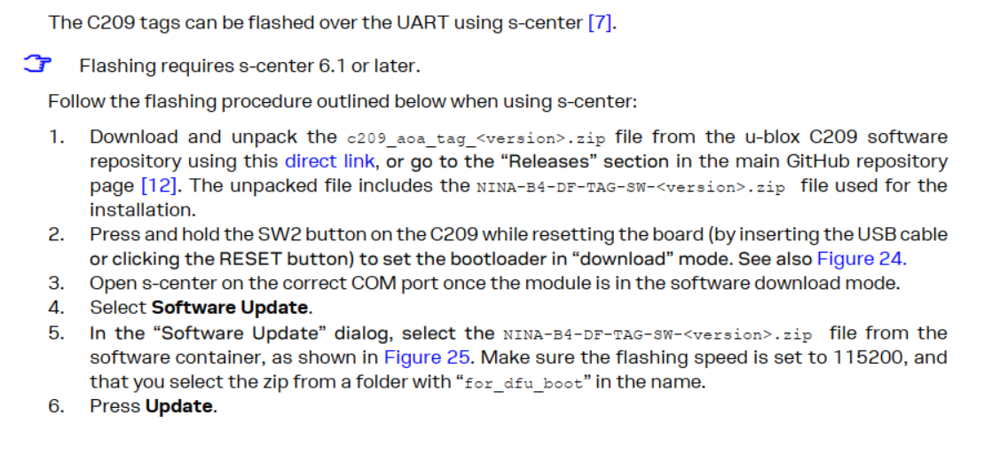 The C209 tags can be flashed over the UART using s-center [7].
Flashing requires s-center 6.1 or later.
Follow the flashing procedure outlined below when using s-center:
1. Download and unpack the c209_aoa_tag_<version>.zip file from the u-blox C209 software
repository using this direct link, or go to the “Releases” section in the main GitHub repository
page [12]. The unpacked file includes the NINA-B4-DF-TAG-SW-<version>.zip file used for the
installation.
2. Press and hold the SW2 button on the C209 while resetting the board (by inserting the USB cable
or clicking the RESET button) to set the bootloader in “download” mode. See also Figure 24.
3. Open s-center on the correct COM port once the module is in the software download mode.
4. Select Software Update.
5. In the “Software Update” dialog, select the NINA-B4-DF-TAG-SW-<version>.zip file from the
software container, as shown in Figure 25. Make sure the flashing speed is set to 115200, and
that you select the zip from a folder with “for_dfu_boot” in the name.
6. Press Update.